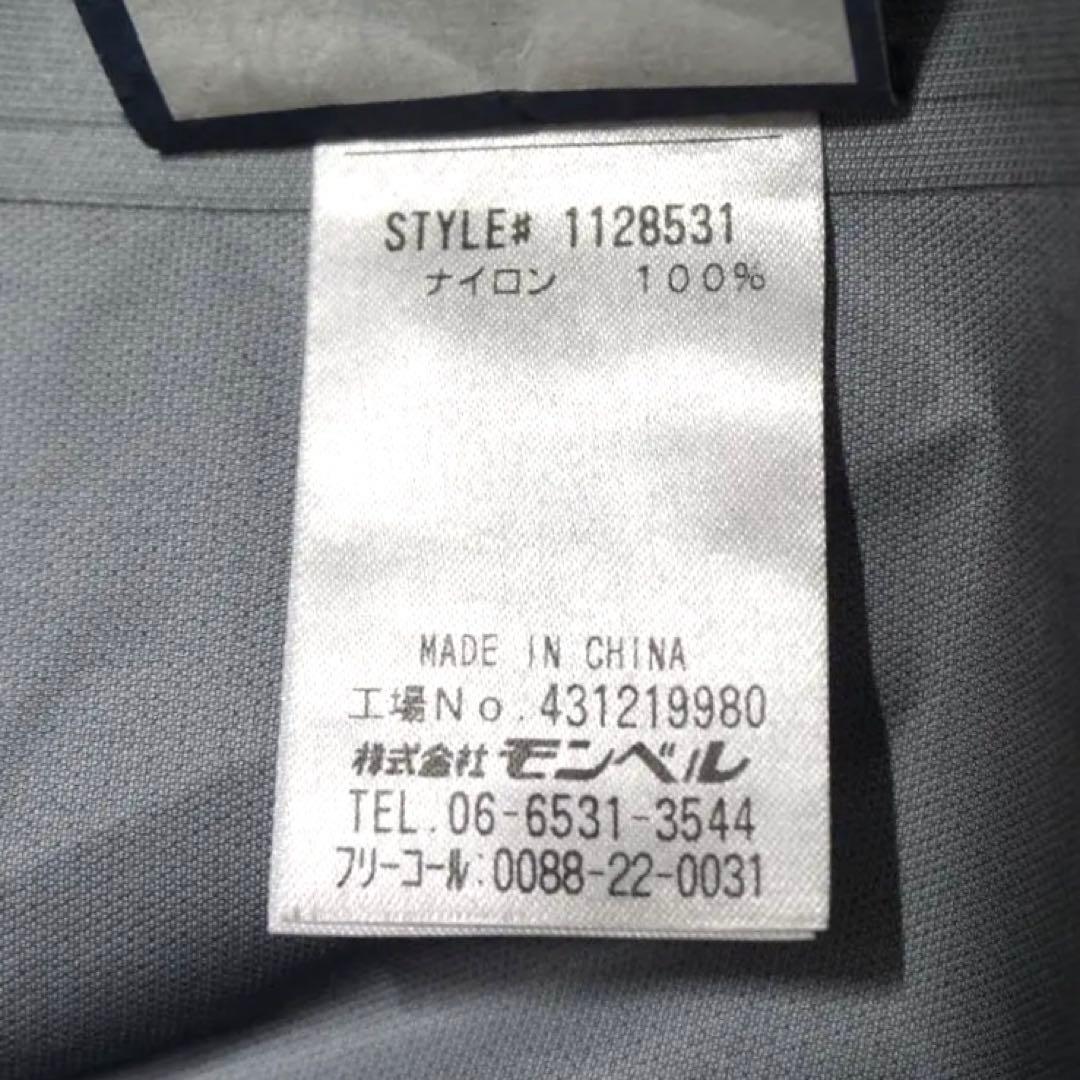 STYLE# 1128531
ナイロン 100%
MADE IN CHINA
工場No.431219980
株式会社モンベル
TEL.06-6531-3544
フリーコール:0088-22-0031